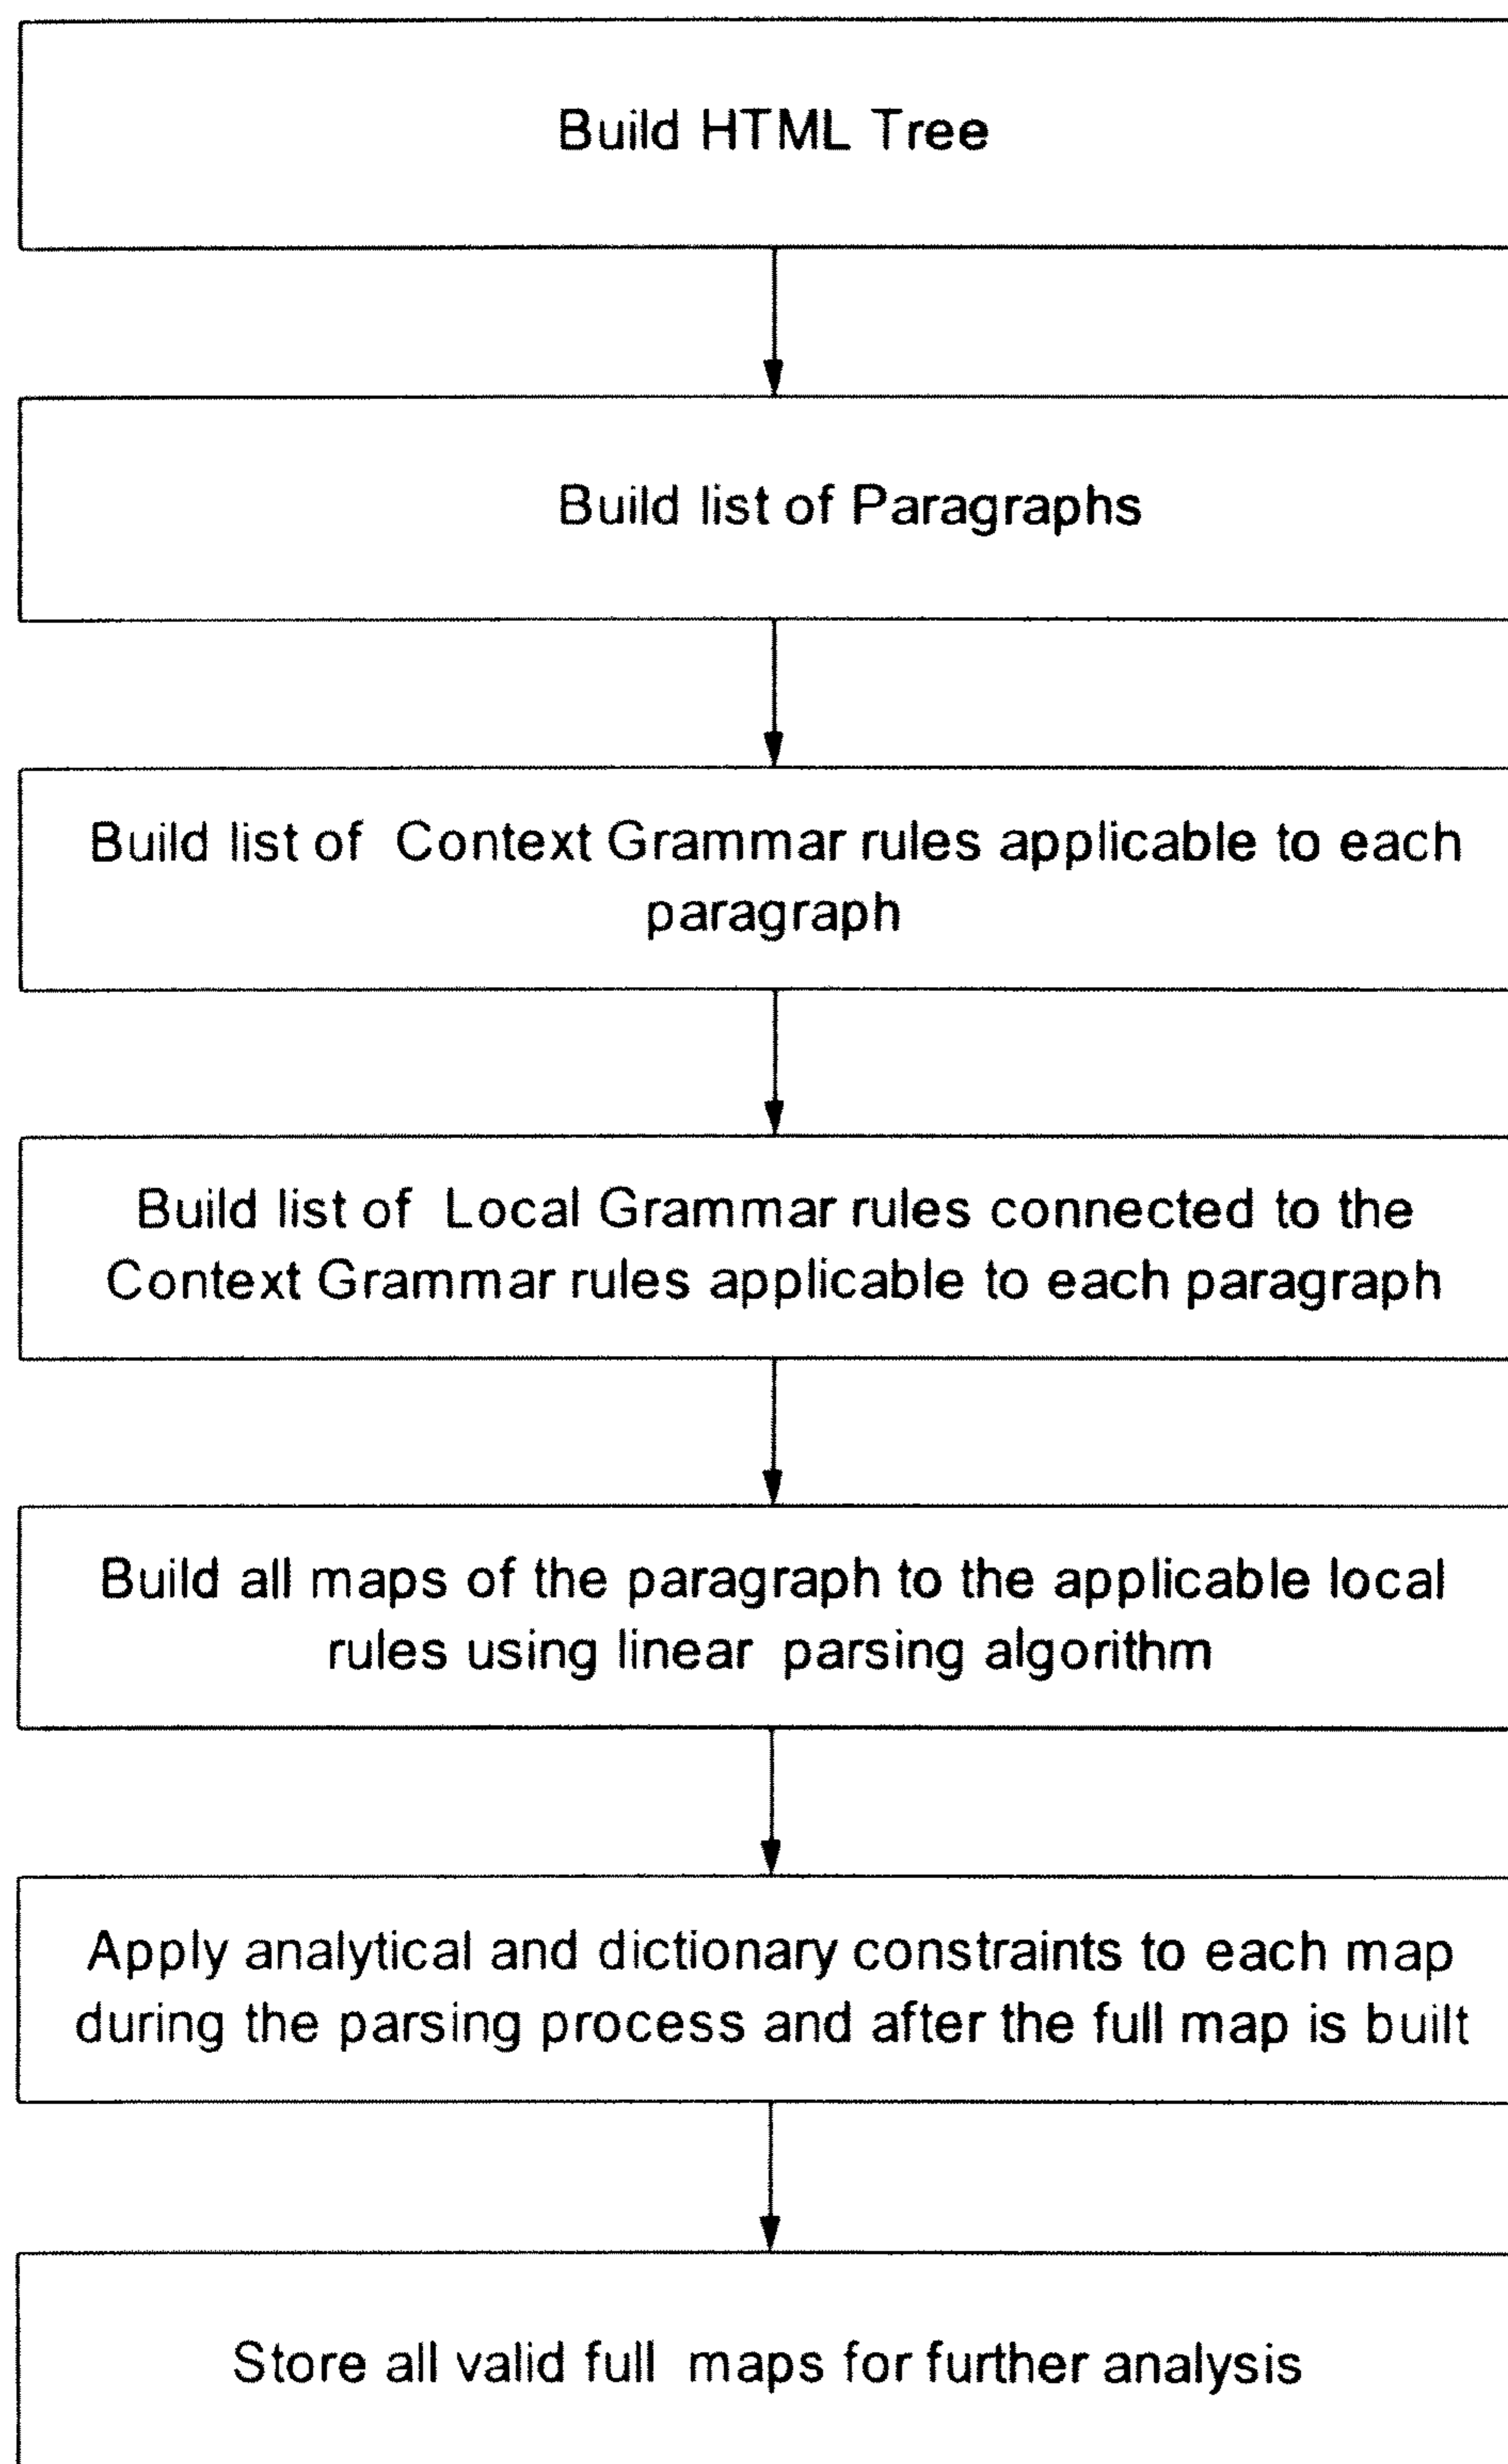 Build HTML Tree
Build list of Paragraphs
Build list of Context Grammar rules applicable to each
paragraph
Build list of Local Grammar rules connected to the
Context Grammar rules applicable to each paragraph
Build all maps of the paragraph to the applicable local
rules using linear parsing algorithm
Apply analytical and dictionary constraints to each map
during the parsing process and after the full map is built
Store all valid full maps for further analysis